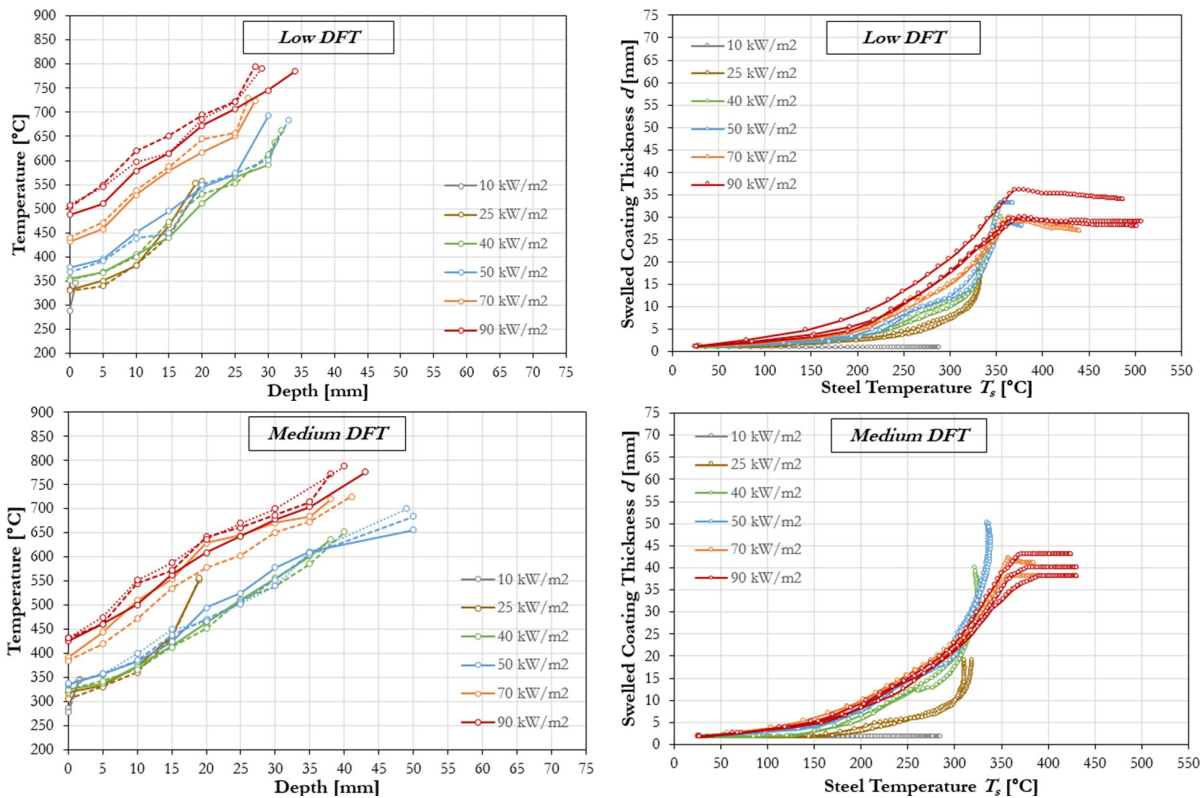 Low DFT
Temperature [°C]
900
850
800
750
700
650
600
550
500
450
400
350
300
250
200
10 kW/m2
25 kW/m2
40 kW/m2
50 kW/m2
70 kW/m2
90 kW/m2
0 5 10 15 20 25 30 35 40 45 50 55 60 65 70 75
Depth [mm]
Low DFT
Swelled Coating Thickness d [mm]
75
70
65
60
55
50
45
40
35
30
25
20
15
10
5
0
10 kW/m2
25 kW/m2
40 kW/m2
50 kW/m2
70 kW/m2
90 kW/m2
0 50 100 150 200 250 300 350 400 450 500 550
Steel Temperature Ts [°C]
Medium DFT
Temperature [°C]
900
850
800
750
700
650
600
550
500
450
400
350
300
250
200
10 kW/m2
25 kW/m2
40 kW/m2
50 kW/m2
70 kW/m2
90 kW/m2
0 5 10 15 20 25 30 35 40 45 50 55 60 65 70 75
Depth [mm]
Medium DFT
Swelled Coating Thickness d [mm]
75
70
65
60
55
50
45
40
35
30
25
20
15
10
5
0
10 kW/m2
25 kW/m2
40 kW/m2
50 kW/m2
70 kW/m2
90 kW/m2
0 50 100 150 200 250 300 350 400 450 500 550
Steel Temperature Ts [°C]